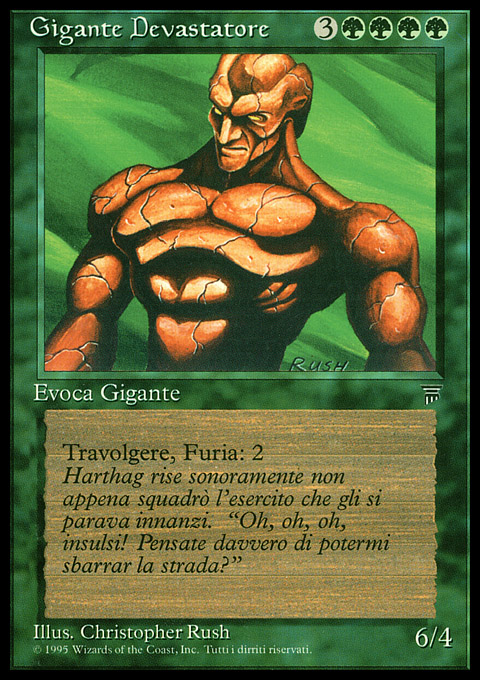 Gigante Devastatore 3
RUSH
Evoca Gigante
Travolgere, Furia: 2
Harthag rise sonoramente non
appena squadrò l'esercito che gli si
parava innanzi. “Oh, oh, oh,
insulsi! Pensate davvero di potermi
sbarrar la strada?”
Illus. Christopher Rush
© 1995 Wizards of the Coast, Inc. Tutti i dirriti riservati.
6/4